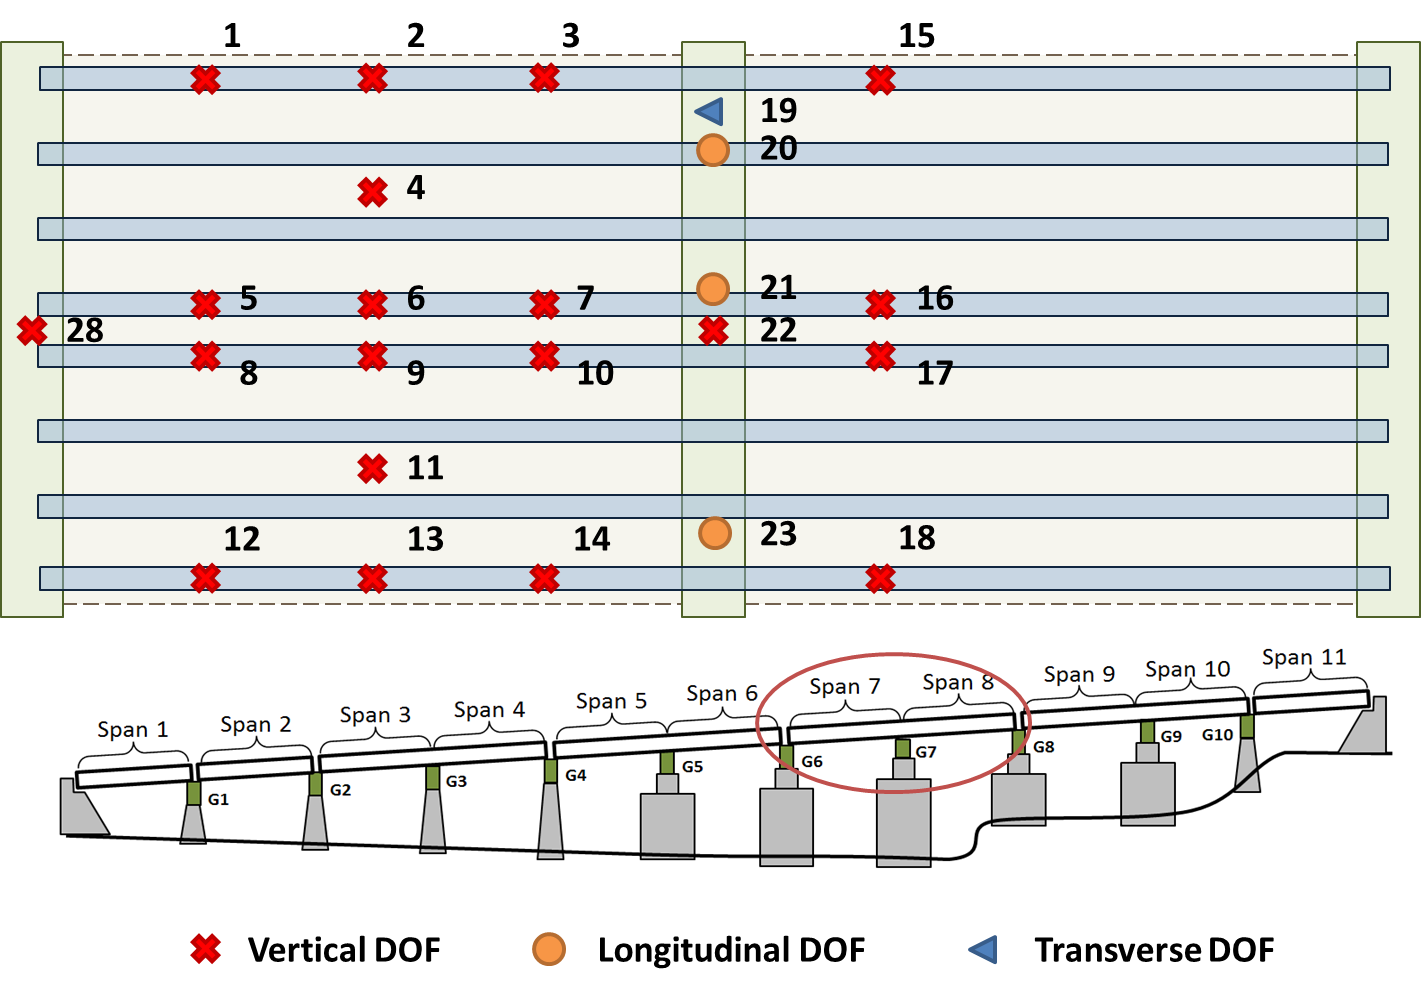 1 2 3 15
19
20
4
21
5 6 7 16
28 22
8 9 10 17
11
23
12 13 14 18
Span 1 Span 2 Span 3 Span 4 Span 5 Span 6 Span 7 Span 8 Span 9 Span 10 Span 11
G1 G2 G3 G4 G5 G6 G7 G8 G9 G10
Vertical DOF Longitudinal DOF Transverse DOF